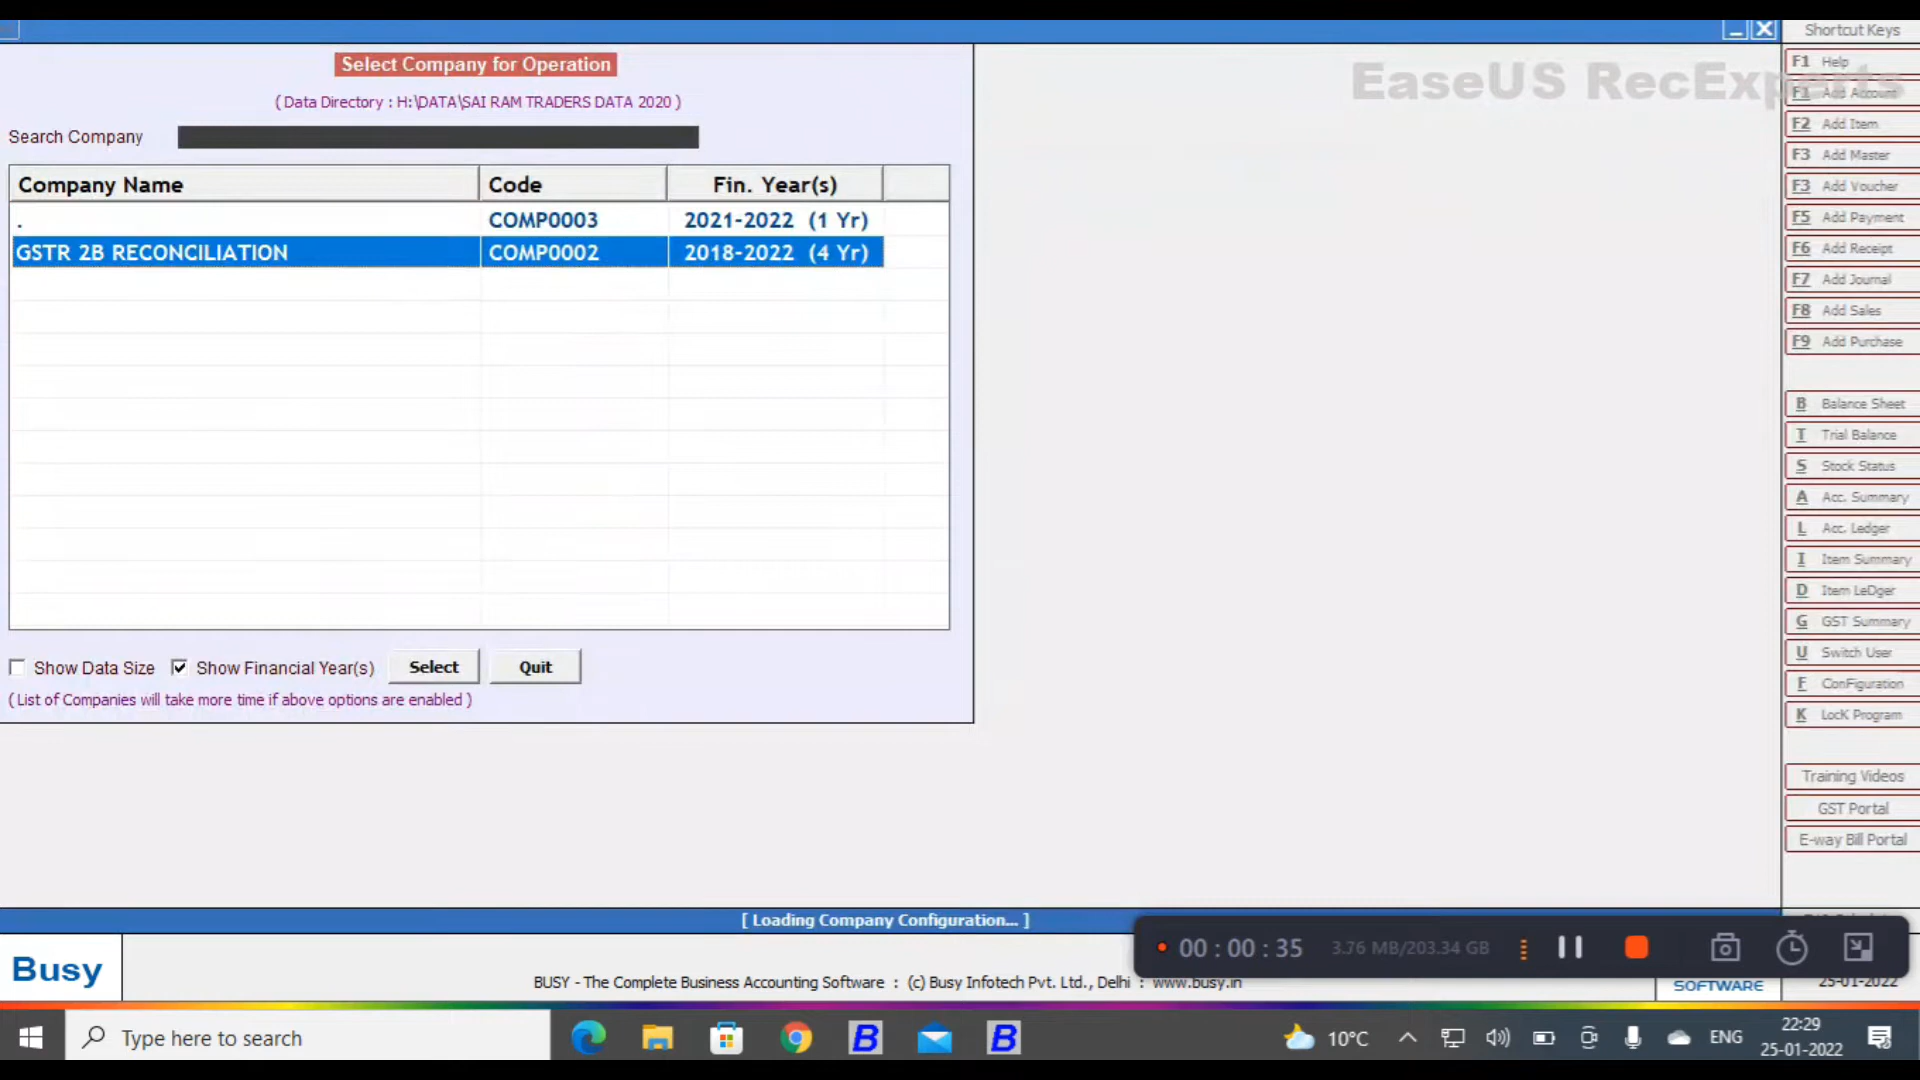 Select Company for Operation
( Data Directory : H:\DATA\SAI RAM TRADERS DATA 2020 )
Search Company
Company Name Code Fin. Year(s)
. COMP0003 2021-2022 (1 Yr)
GSTR 2B RECONCILIATION COMP0002 2018-2022 (4 Yr)
Show Data Size Show Financial Year(s) Select Quit
( List of Companies will take more time if above options are enabled )
EaseUS RecExperts
Shortcut Keys
F1 Help
F1 Add Account
F2 Add Item
F3 Add Master
F3 Add Voucher
F5 Add Payment
F6 Add Receipt
F7 Add Journal
F8 Add Sales
F9 Add Purchase
B Balance Sheet
T Trial Balance
S Stock Status
A Acc. Summary
L Acc. Ledger
I Item Summary
D Item LeDger
G GST Summary
U Switch User
F ConFiguration
K LocK Program
Training Videos
GST Portal
E-way Bill Portal
[ Loading Company Configuration... ]
00 : 00 : 35 3.76 MB/203.34 GB
Busy
BUSY - The Complete Business Accounting Software : (c) Busy Infotech Pvt. Ltd., Delhi : www.busy.in
SOFTWARE
25-01-2022
Type here to search
B
B
10°C
ENG
22:29
25-01-2022